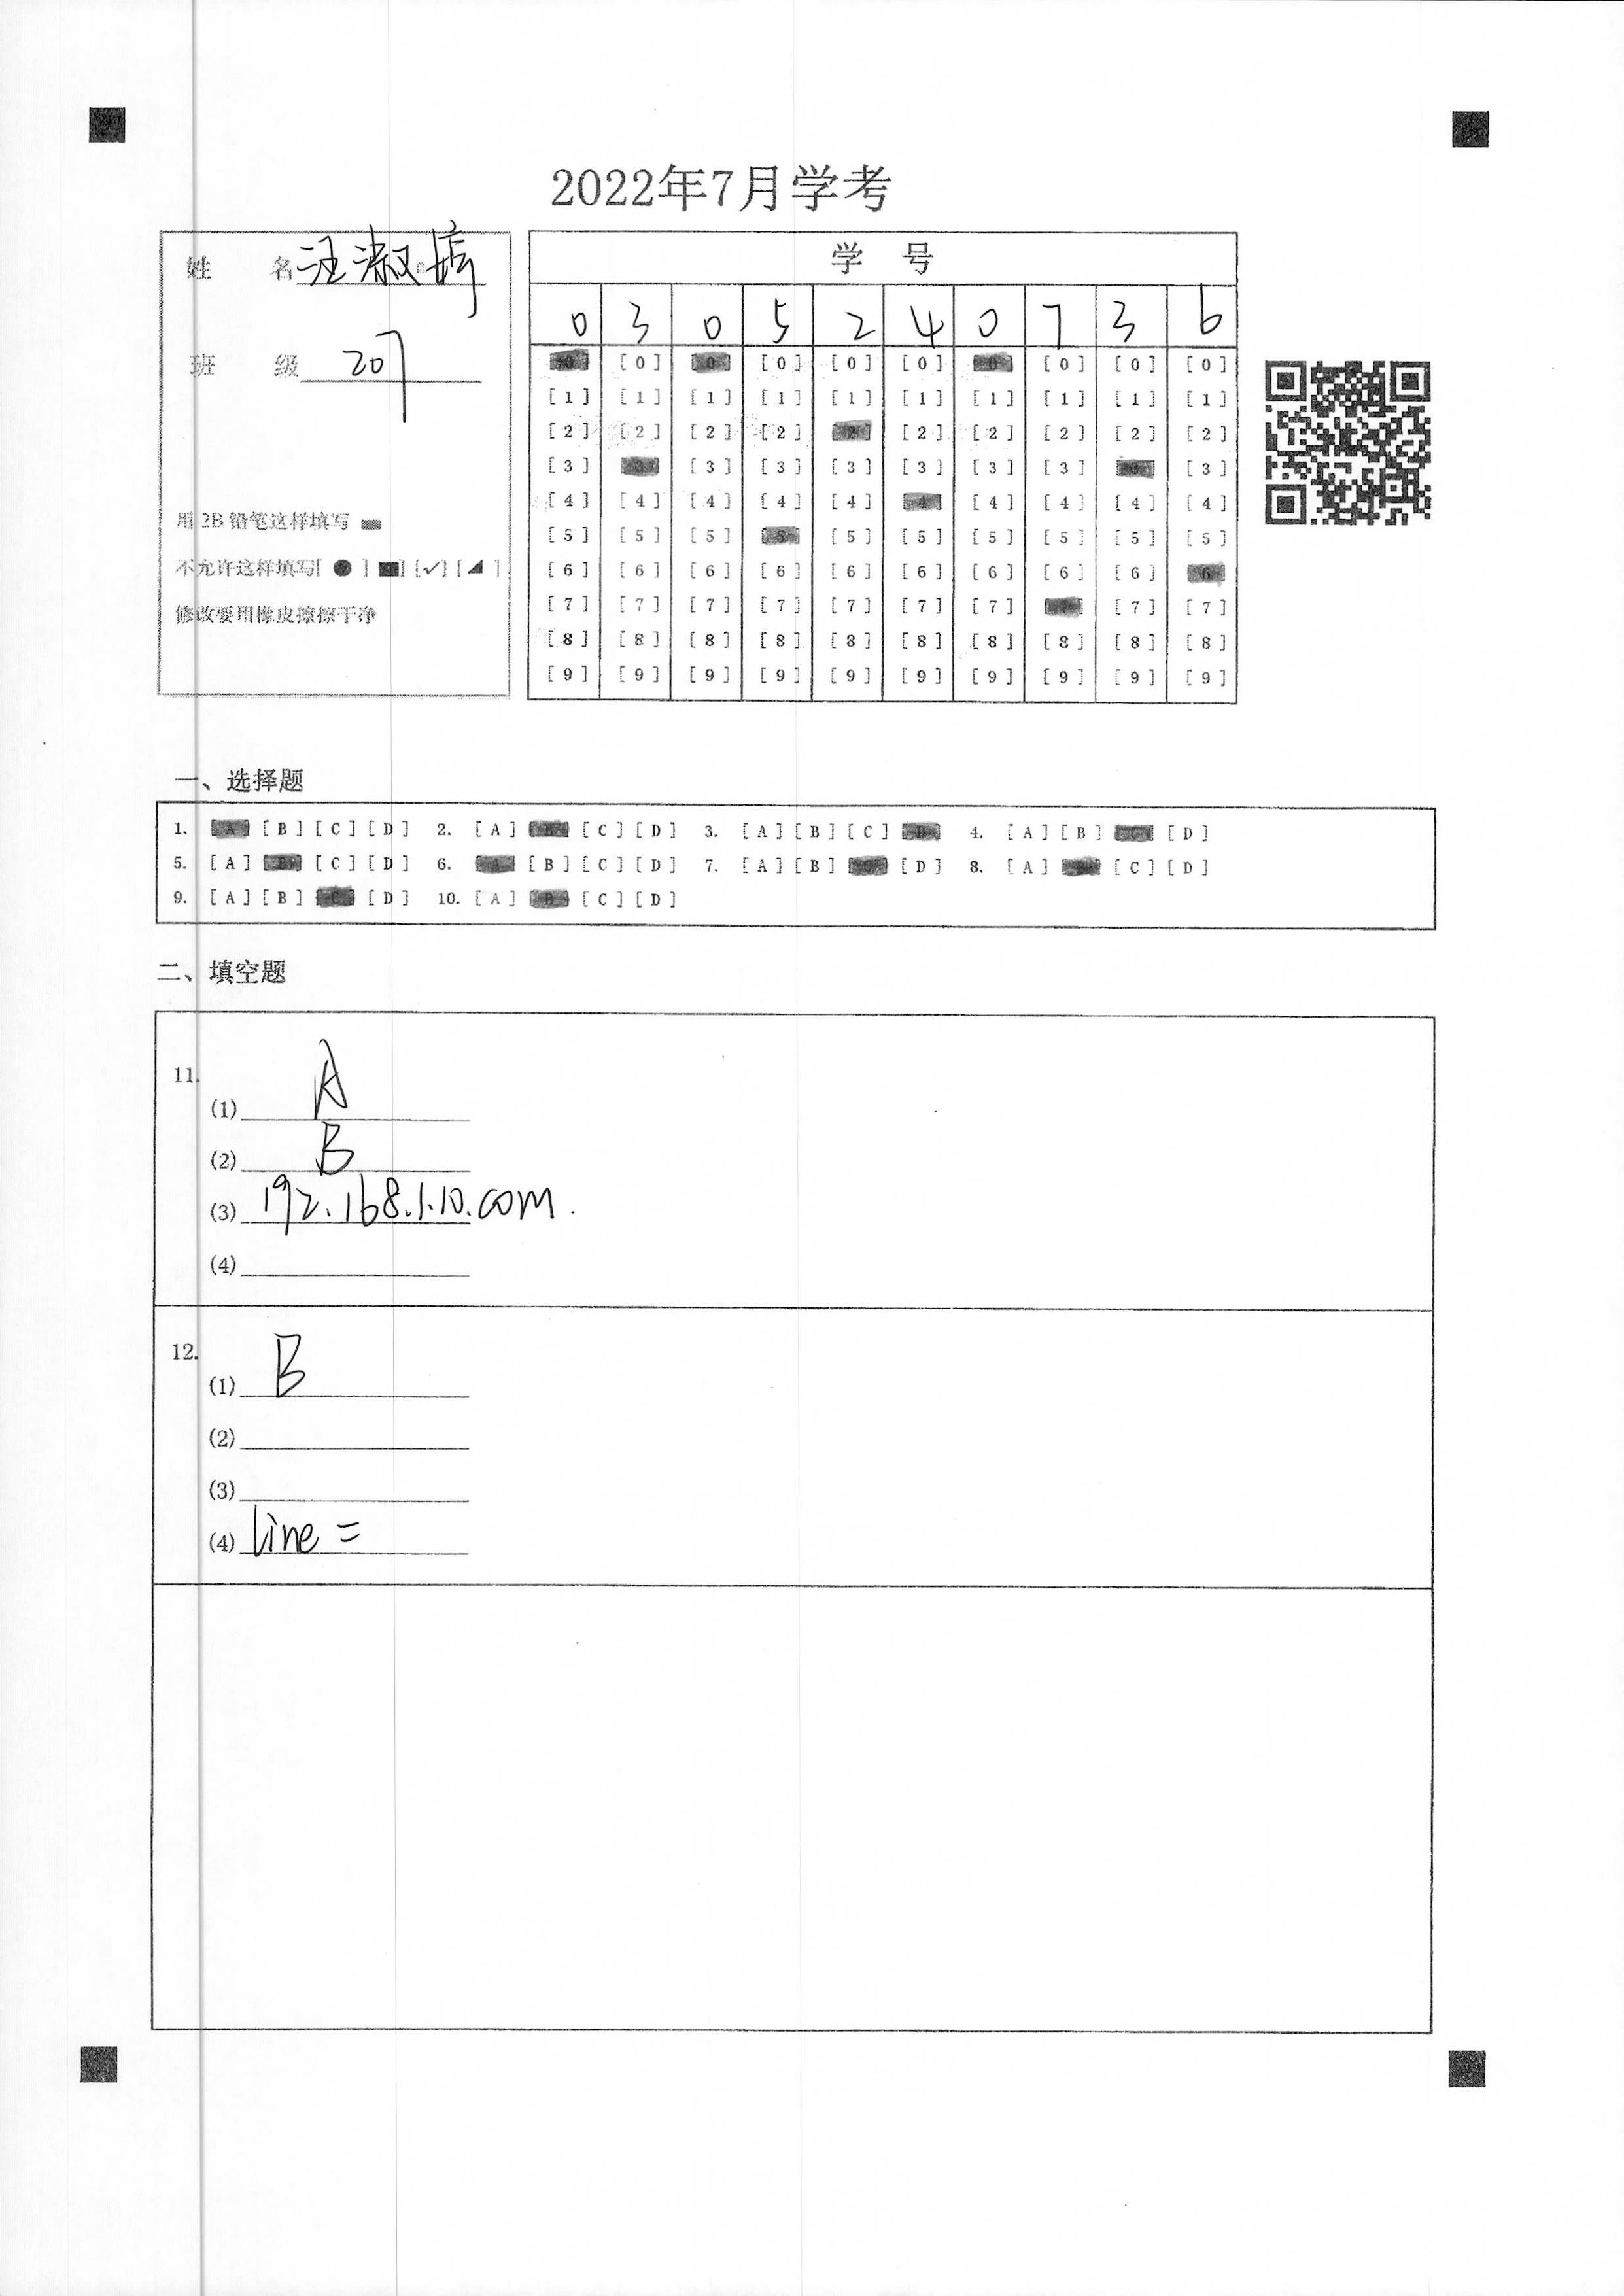 2022年7月学考
姓 名 汪淑
班 级 207
用2B铅笔这样填写
不允许这样填写[ ● ] [■] [✓] [◢ ]
修改要用橡皮擦擦干净
学 号
0 3 0 5 2 4 0 7 3 6
[0] [0] [0] [0] [0] [0] [0] [0] [0] [0]
[1] [1] [1] [1] [1] [1] [1] [1] [1] [1]
[2] [2] [2] [2] [2] [2] [2] [2] [2] [2]
[3] [3] [3] [3] [3] [3] [3] [3] [3] [3]
[4] [4] [4] [4] [4] [4] [4] [4] [4] [4]
[5] [5] [5] [5] [5] [5] [5] [5] [5] [5]
[6] [6] [6] [6] [6] [6] [6] [6] [6] [6]
[7] [7] [7] [7] [7] [7] [7] [7] [7] [7]
[8] [8] [8] [8] [8] [8] [8] [8] [8] [8]
[9] [9] [9] [9] [9] [9] [9] [9] [9] [9]
一、选择题
1. [A] [B] [C] [D] 2. [A] [B] [C] [D] 3. [A] [B] [C] [D] 4. [A] [B] [C] [D]
5. [A] [B] [C] [D] 6. [A] [B] [C] [D] 7. [A] [B] [C] [D] 8. [A] [B] [C] [D]
9. [A] [B] [C] [D] 10. [A] [B] [C] [D]
二、填空题
11.
(1) A
(2) B
(3) 192.168.1.10.com.
(4)
12.
(1) B
(2)
(3)
(4) line =